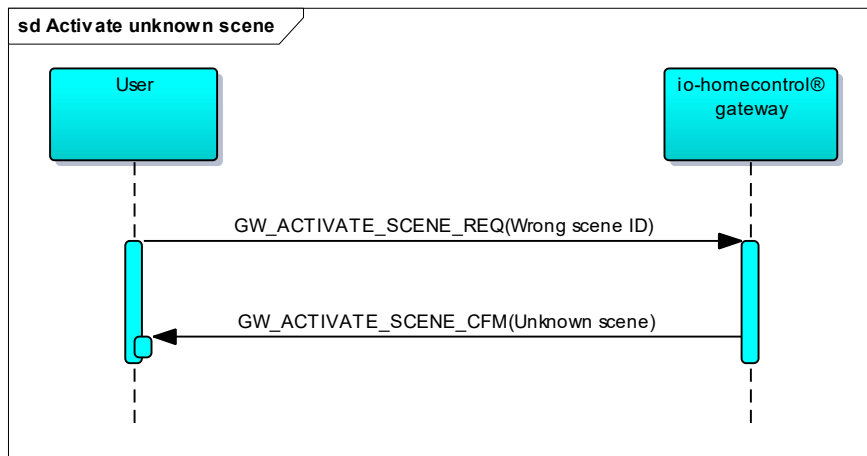 sd Activate unknown scene
User
io-homecontrol®
gateway
GW_ACTIVATE_SCENE_REQ(Wrong scene ID)
GW_ACTIVATE_SCENE_CFM(Unknown scene)